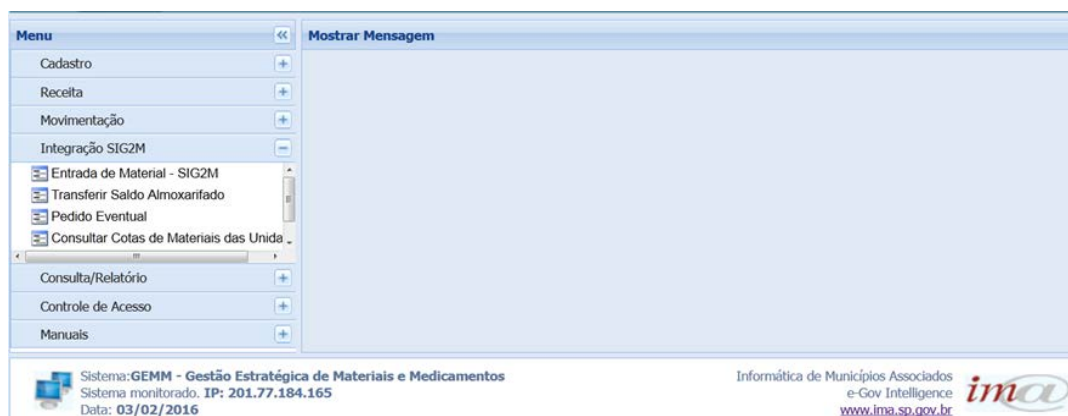 Menu
Mostrar Mensagem
Cadastro
Receita
Movimentação
Integração SIG2M
Entrada de Material - SIG2M
Transferir Saldo Almoxarifado
Pedido Eventual
Consultar Cotas de Materiais das Unida
Consulta/Relatório
Controle de Acesso
Manuais
Sistema:GEMM - Gestão Estratégica de Materiais e Medicamentos
Sistema monitorado. IP: 201.77.184.165
Data: 03/02/2016
Informática de Municípios Associados
e-Gov Intelligence
www.ima.sp.gov.br
ima